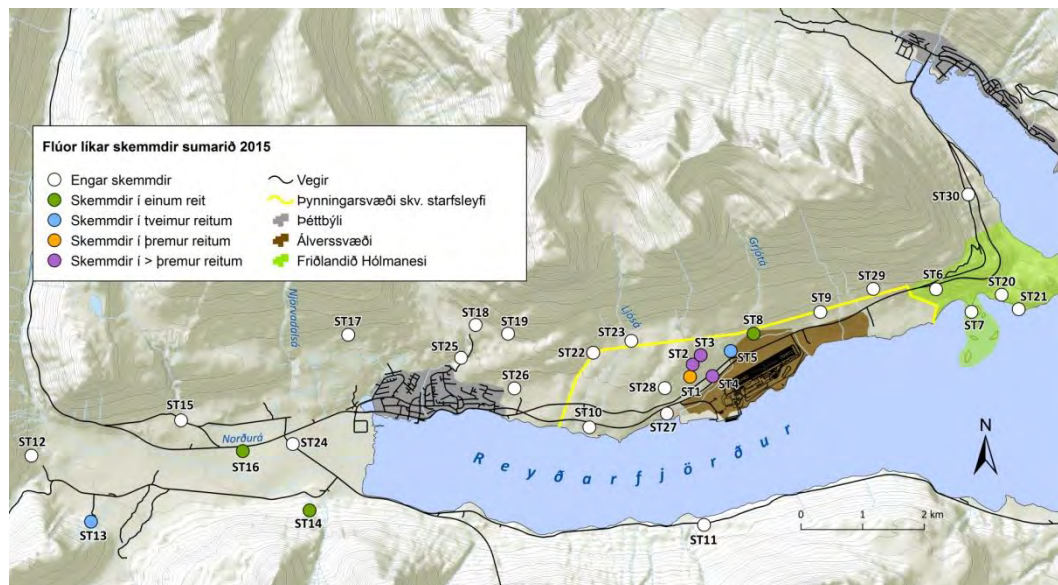 Flúor líkar skemmdir sumarið 2015
Engar skemmdir
Skemmdir í einum reit
Skemmdir í tveimur reitum
Skemmdir í þremur reitum
Skemmdir í > þremur reitum
Vegir
Þynningarsvæði skv. starfsleyfi
Þéttbýli
Álverssvæði
Friðlandið Hólmanesi
ST30
Grjótá
Njörvadalsá
Ljósá
ST29
ST6
ST20
ST21
ST7
ST9
ST8
ST18
ST19
ST17
ST23
ST22
ST25
ST3
ST2
ST5
ST1
ST4
ST28
ST26
ST27
ST10
ST15
ST12
Norðurá
ST24
ST16
ST13
ST14
ST11
Reyðarfjörður
N
0 1 2 km